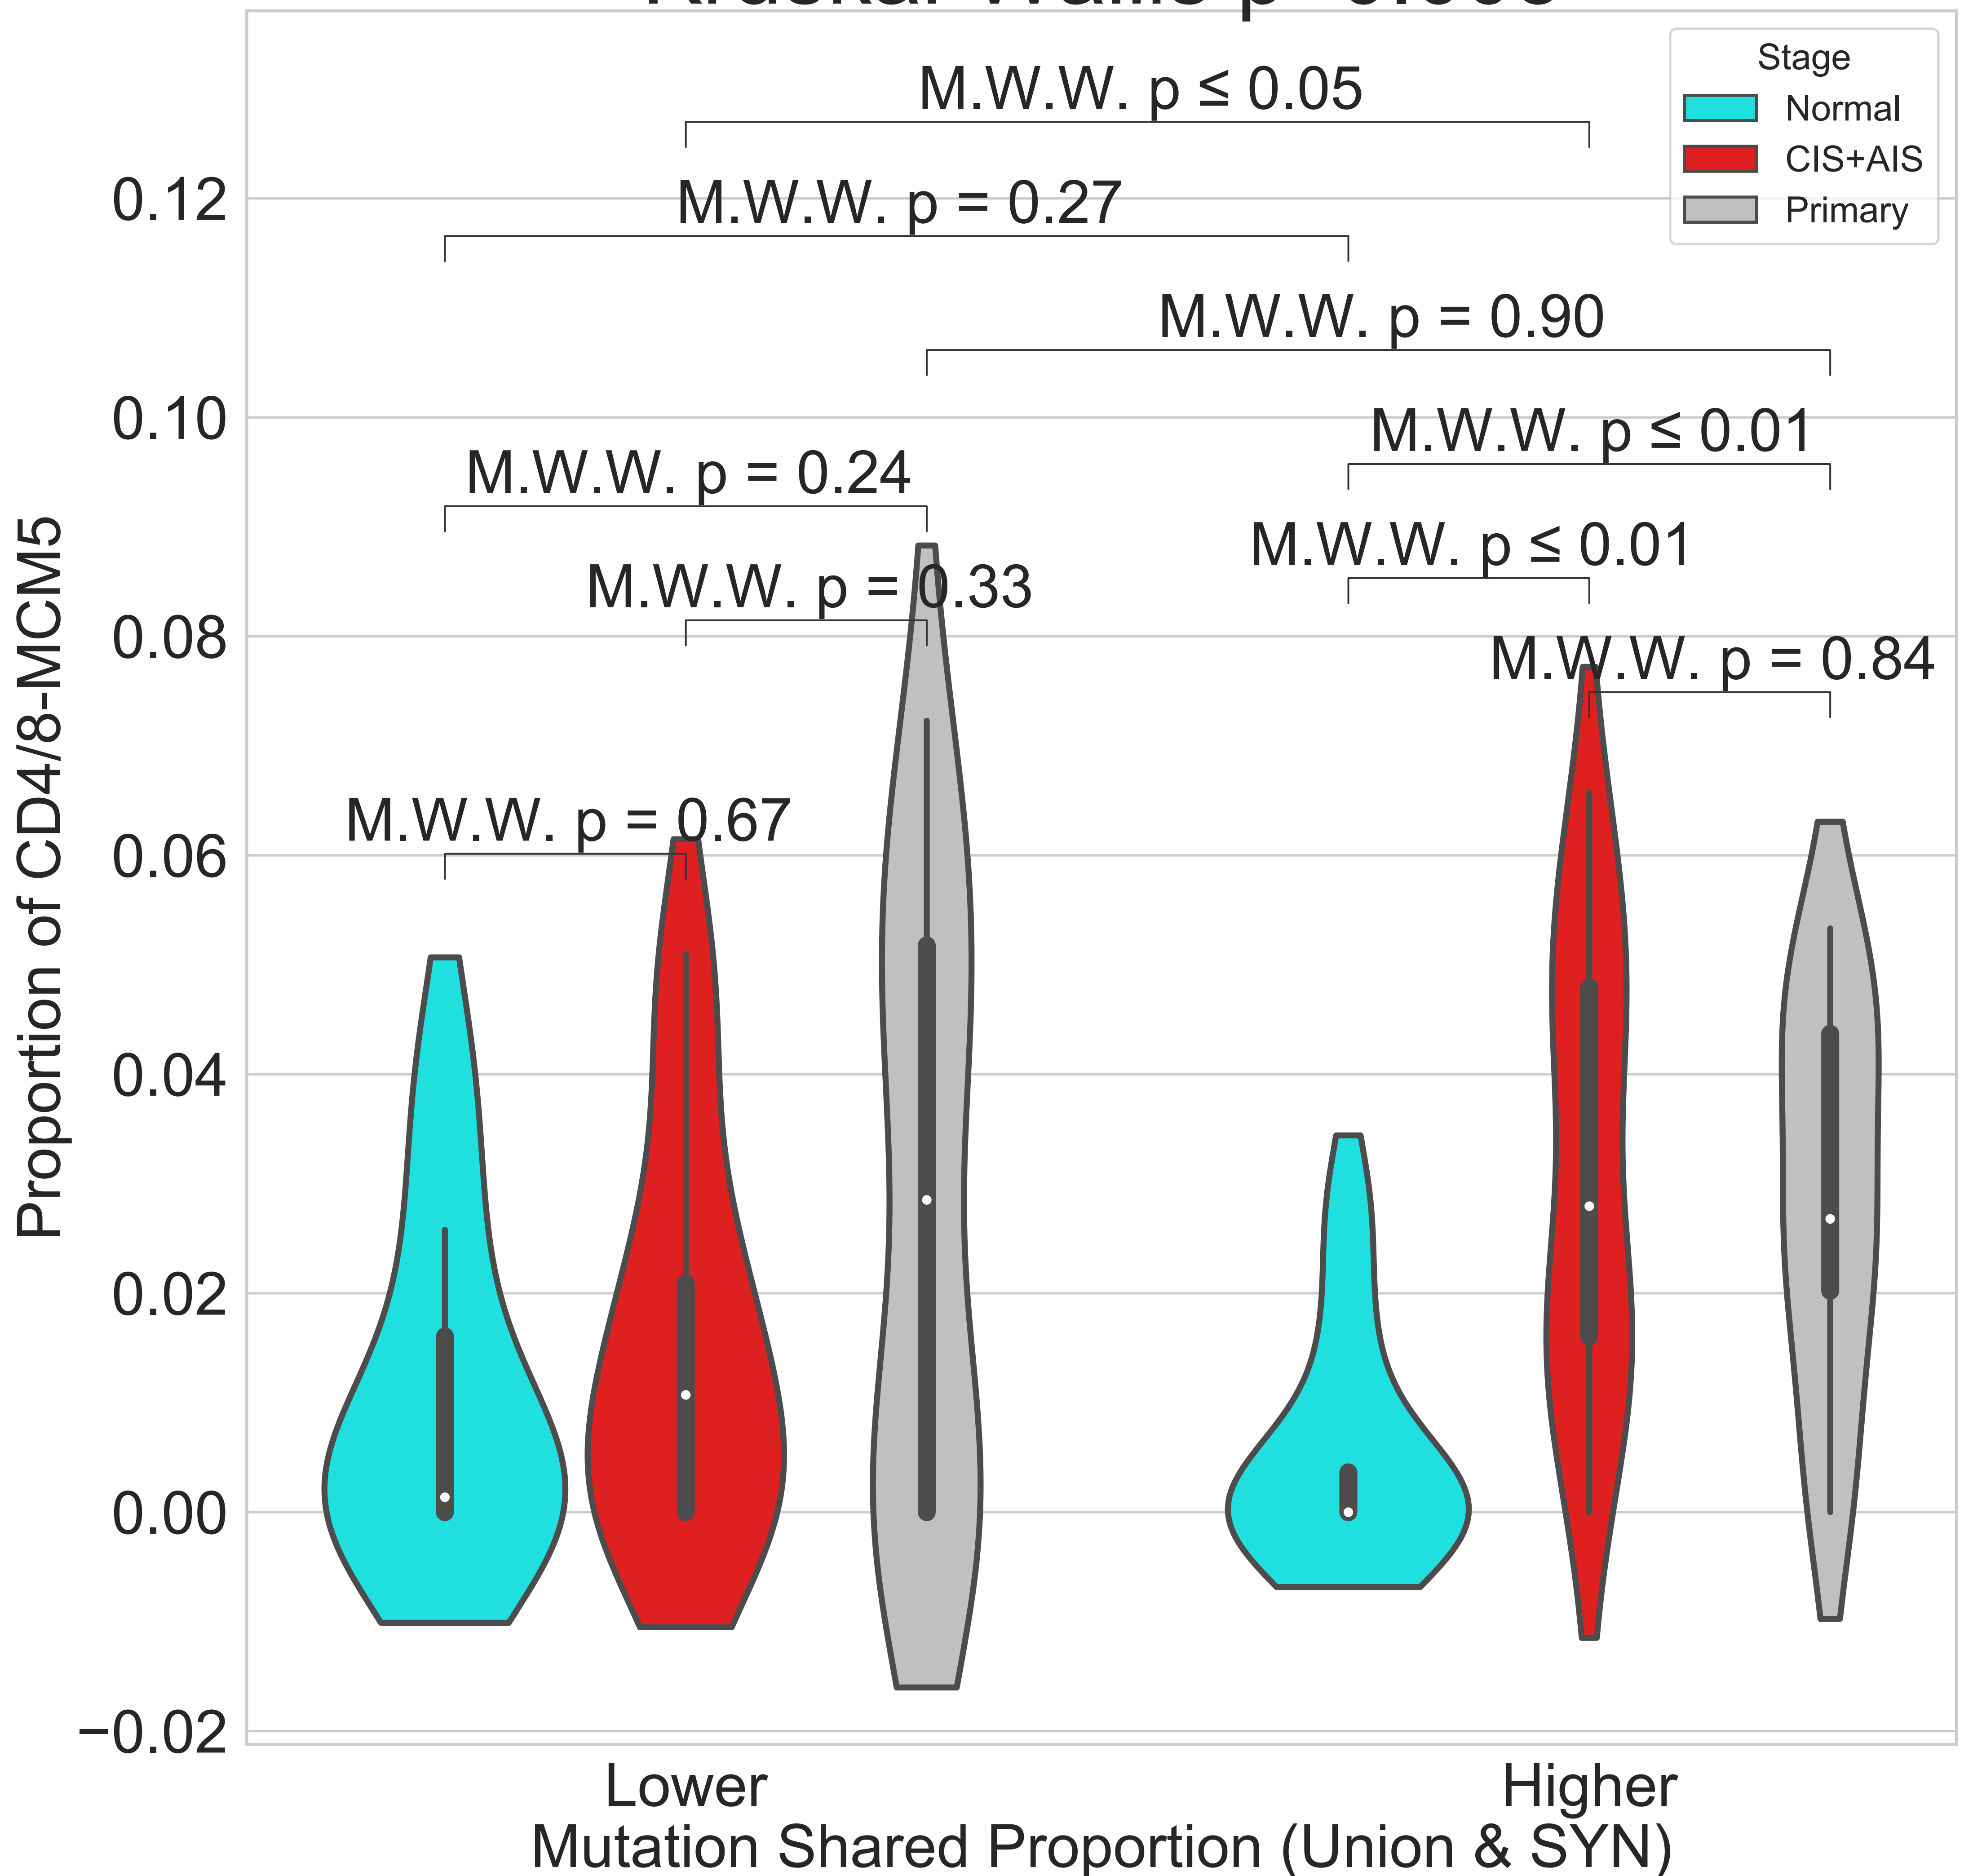 Stage
Normal
CIS+AIS
Primary
M.W.W. p ≤ 0.05
M.W.W. p = 0.27
M.W.W. p = 0.90
M.W.W. p ≤ 0.01
M.W.W. p = 0.24
M.W.W. p ≤ 0.01
M.W.W. p = 0.33
M.W.W. p = 0.84
M.W.W. p = 0.67
0.12
0.10
0.08
0.06
0.04
0.02
0.00
−0.02
Proportion of CD4/8-MCM5
Lower
Higher
Mutation Shared Proportion (Union & SYN)